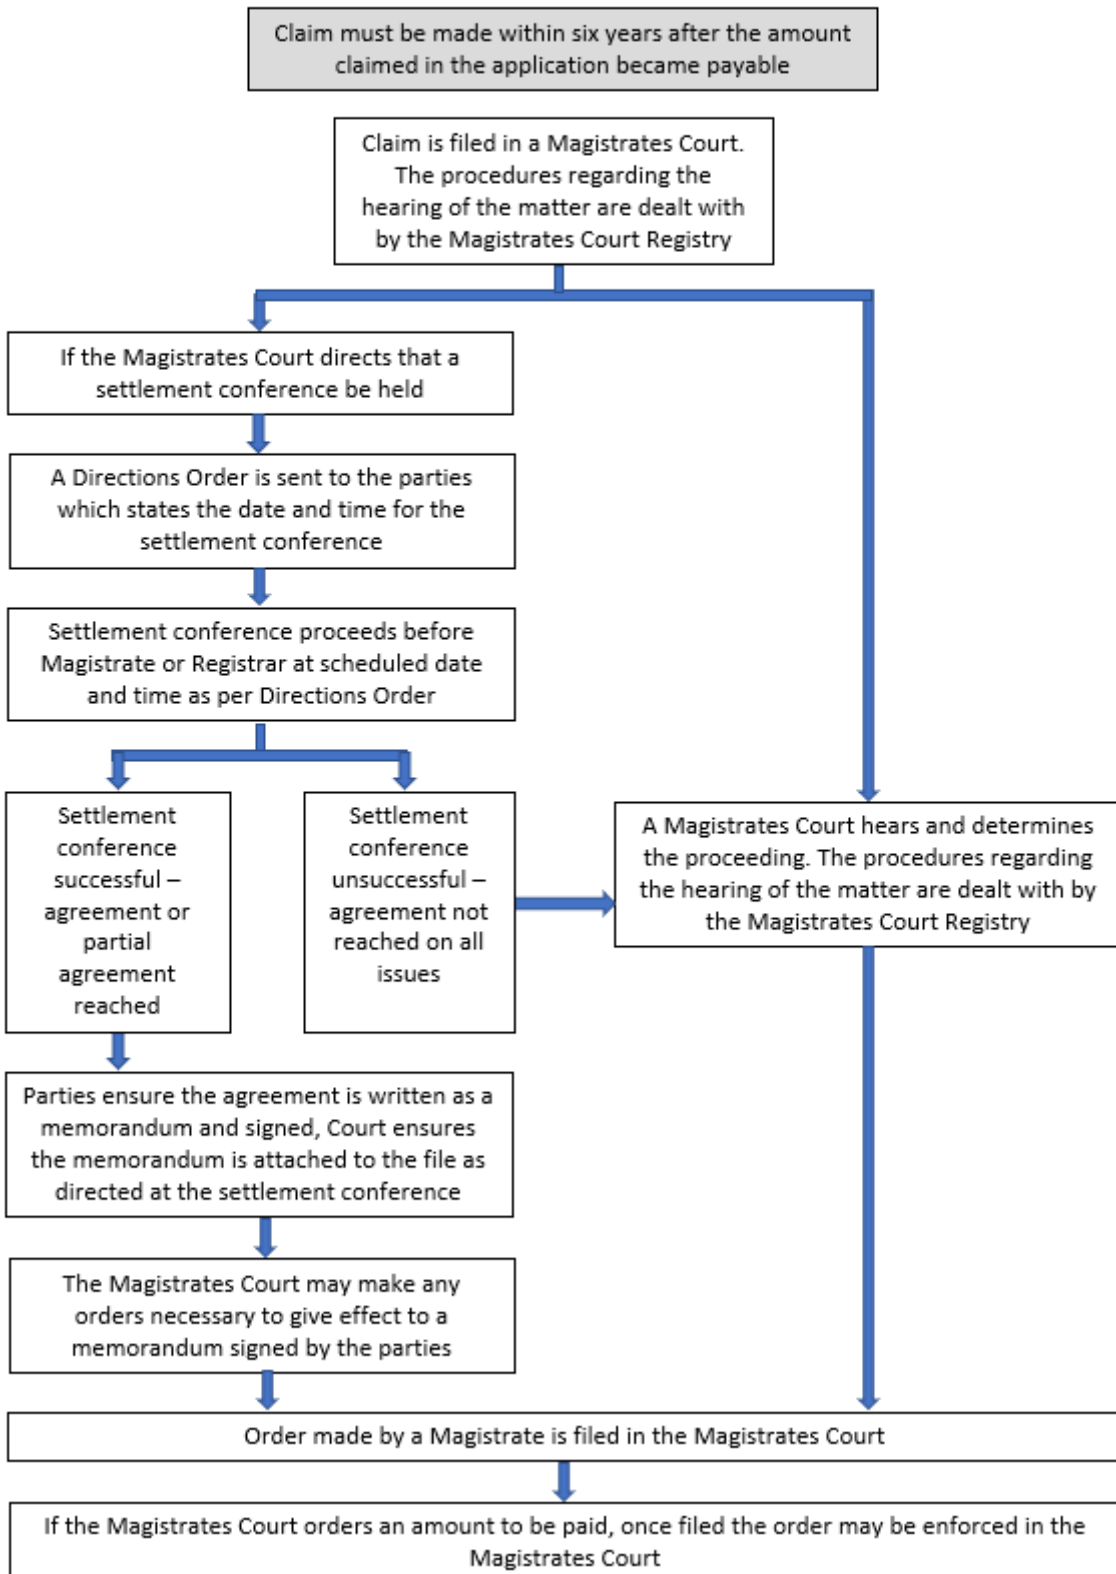 Claim must be made within six years after the amount
claimed in the application became payable
Claim is filed in a Magistrates Court.
The procedures regarding the
hearing of the matter are dealt with
by the Magistrates Court Registry
If the Magistrates Court directs that a
settlement conference be held
A Directions Order is sent to the parties
which states the date and time for the
settlement conference
Settlement conference proceeds before
Magistrate or Registrar at scheduled date
and time as per Directions Order
Settlement
conference
successful –
agreement or
partial
agreement
reached
Settlement
conference
unsuccessful –
agreement not
reached on all
issues
A Magistrates Court hears and determines
the proceeding. The procedures regarding
the hearing of the matter are dealt with by
the Magistrates Court Registry
Parties ensure the agreement is written as a
memorandum and signed, Court ensures
the memorandum is attached to the file as
directed at the settlement conference
The Magistrates Court may make any
orders necessary to give effect to a
memorandum signed by the parties
Order made by a Magistrate is filed in the Magistrates Court
If the Magistrates Court orders an amount to be paid, once filed the order may be enforced in the
Magistrates Court